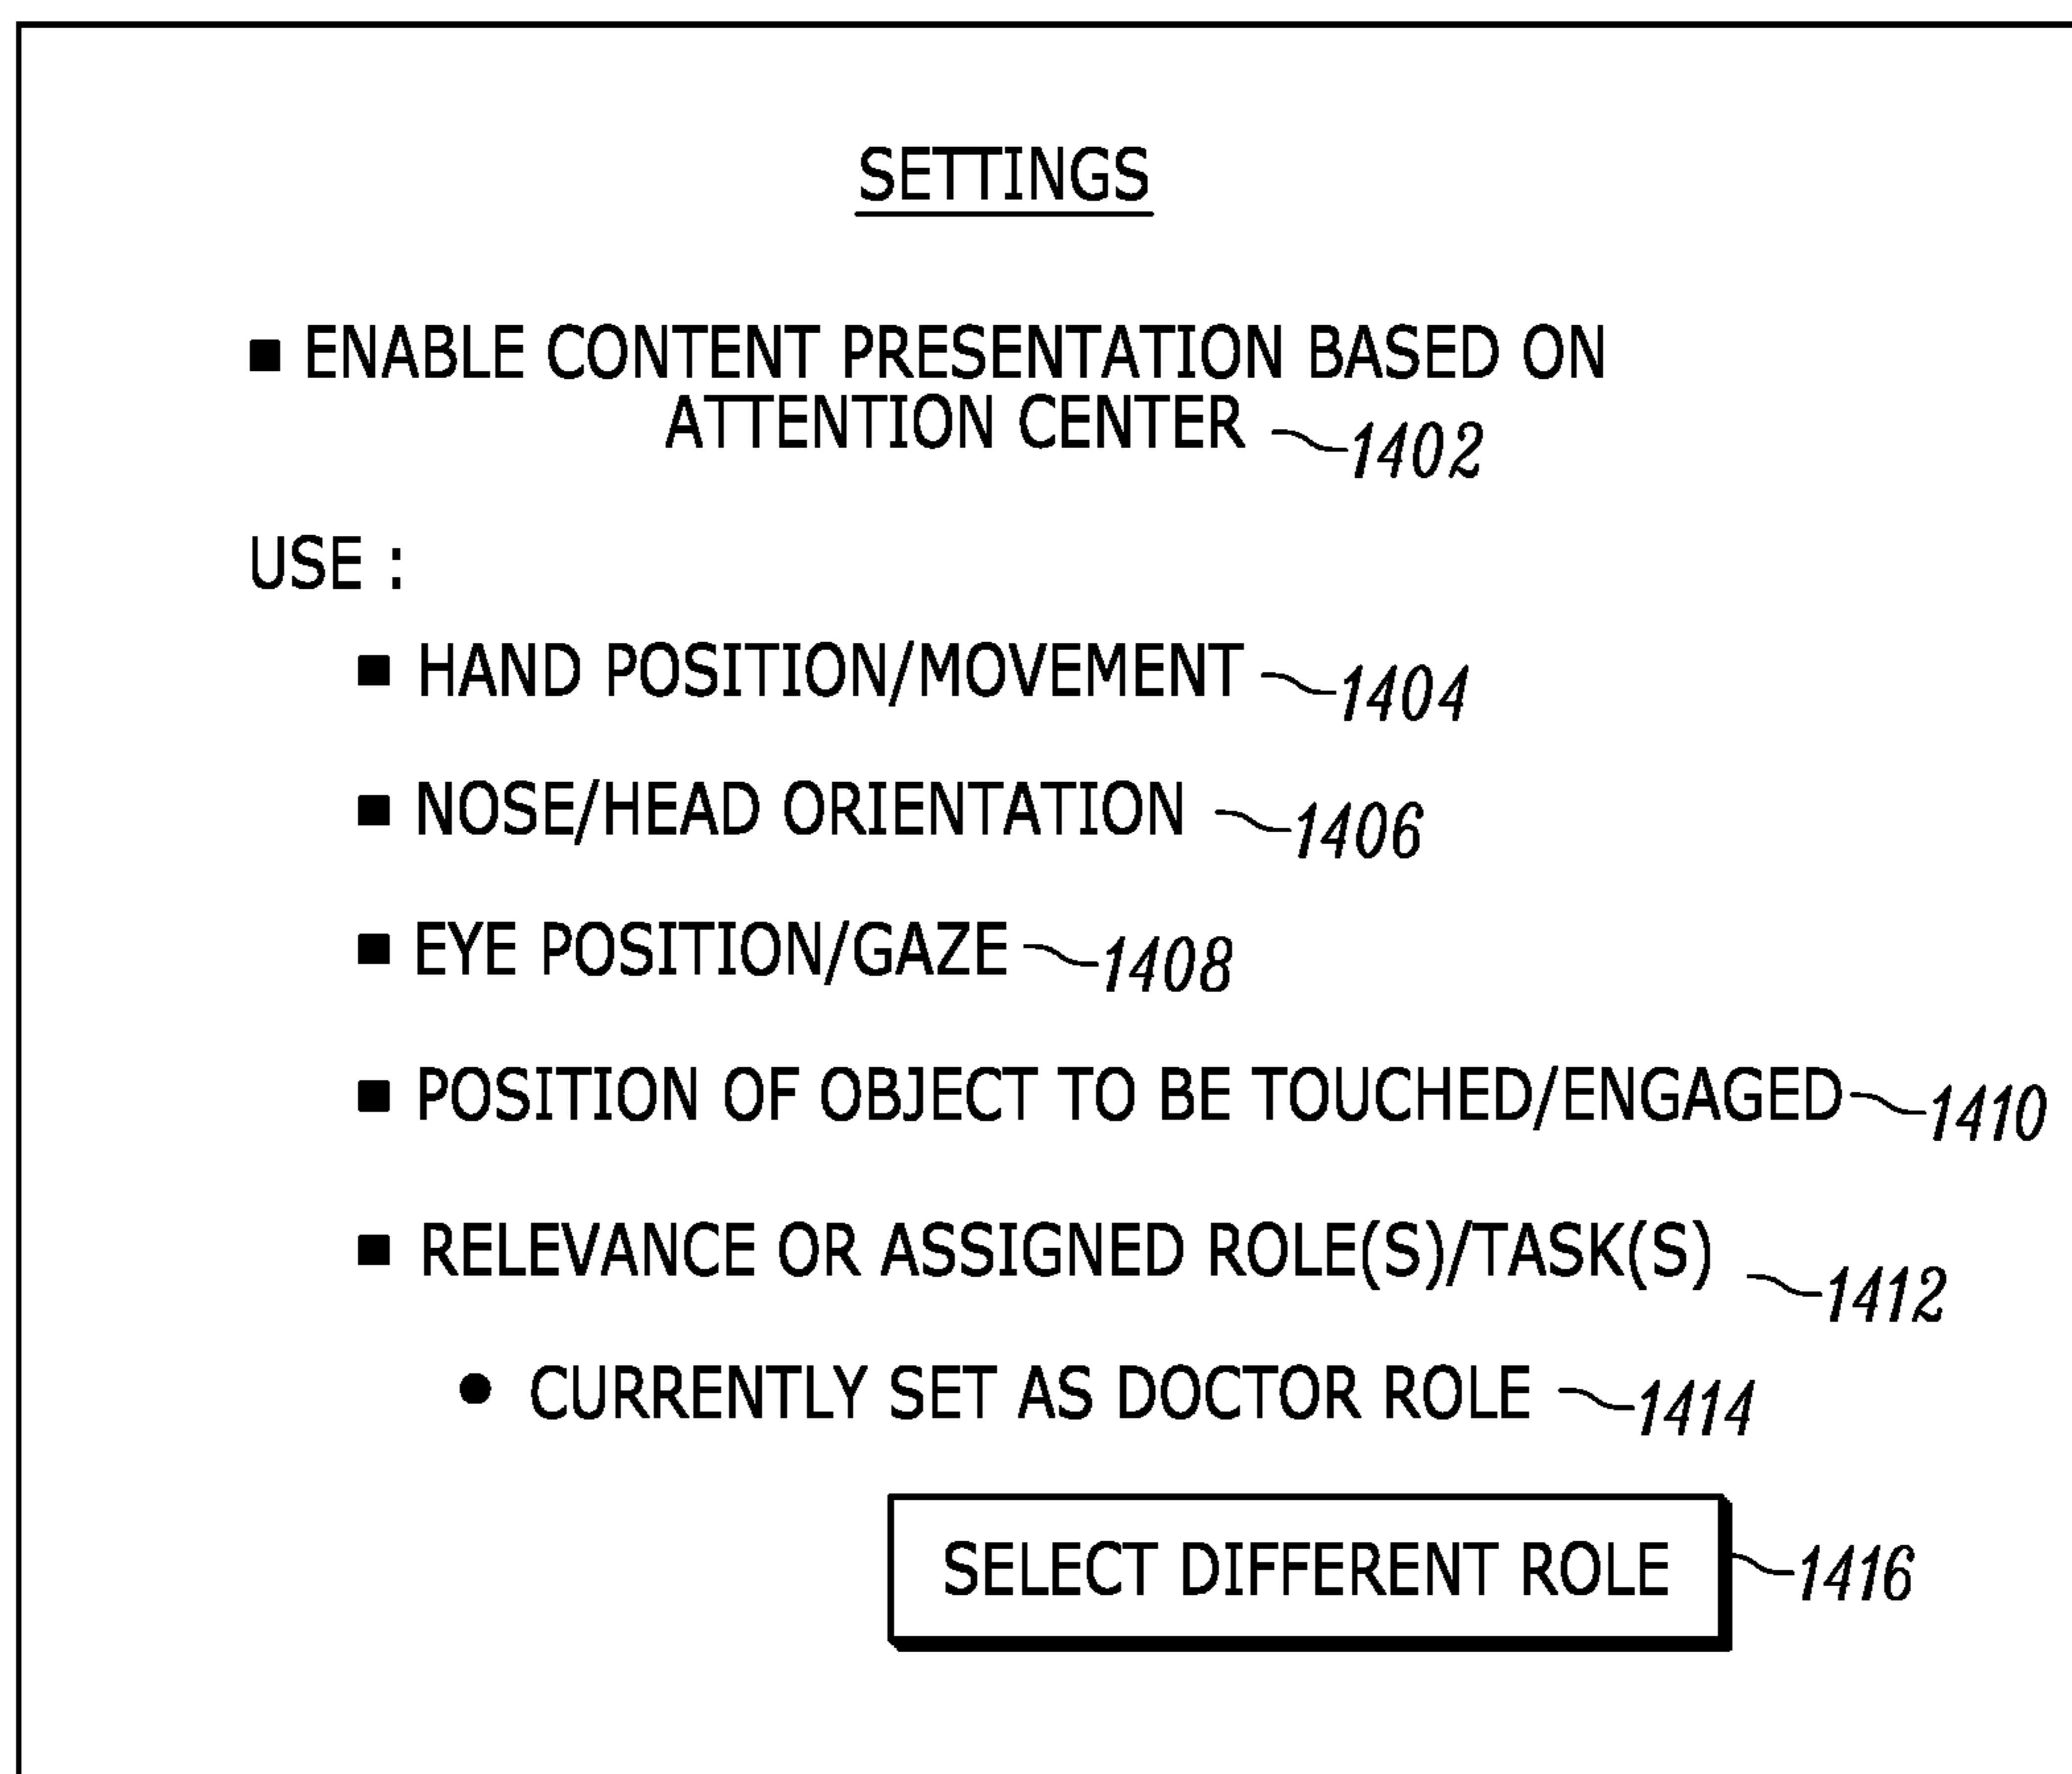 SETTINGS
■ ENABLE CONTENT PRESENTATION BASED ON
ATTENTION CENTER 1402
USE :
■ HAND POSITION/MOVEMENT 1404
■ NOSE/HEAD ORIENTATION 1406
■ EYE POSITION/GAZE 1408
■ POSITION OF OBJECT TO BE TOUCHED/ENGAGED 1410
■ RELEVANCE OR ASSIGNED ROLE(S)/TASK(S) 1412
● CURRENTLY SET AS DOCTOR ROLE 1414
SELECT DIFFERENT ROLE 1416